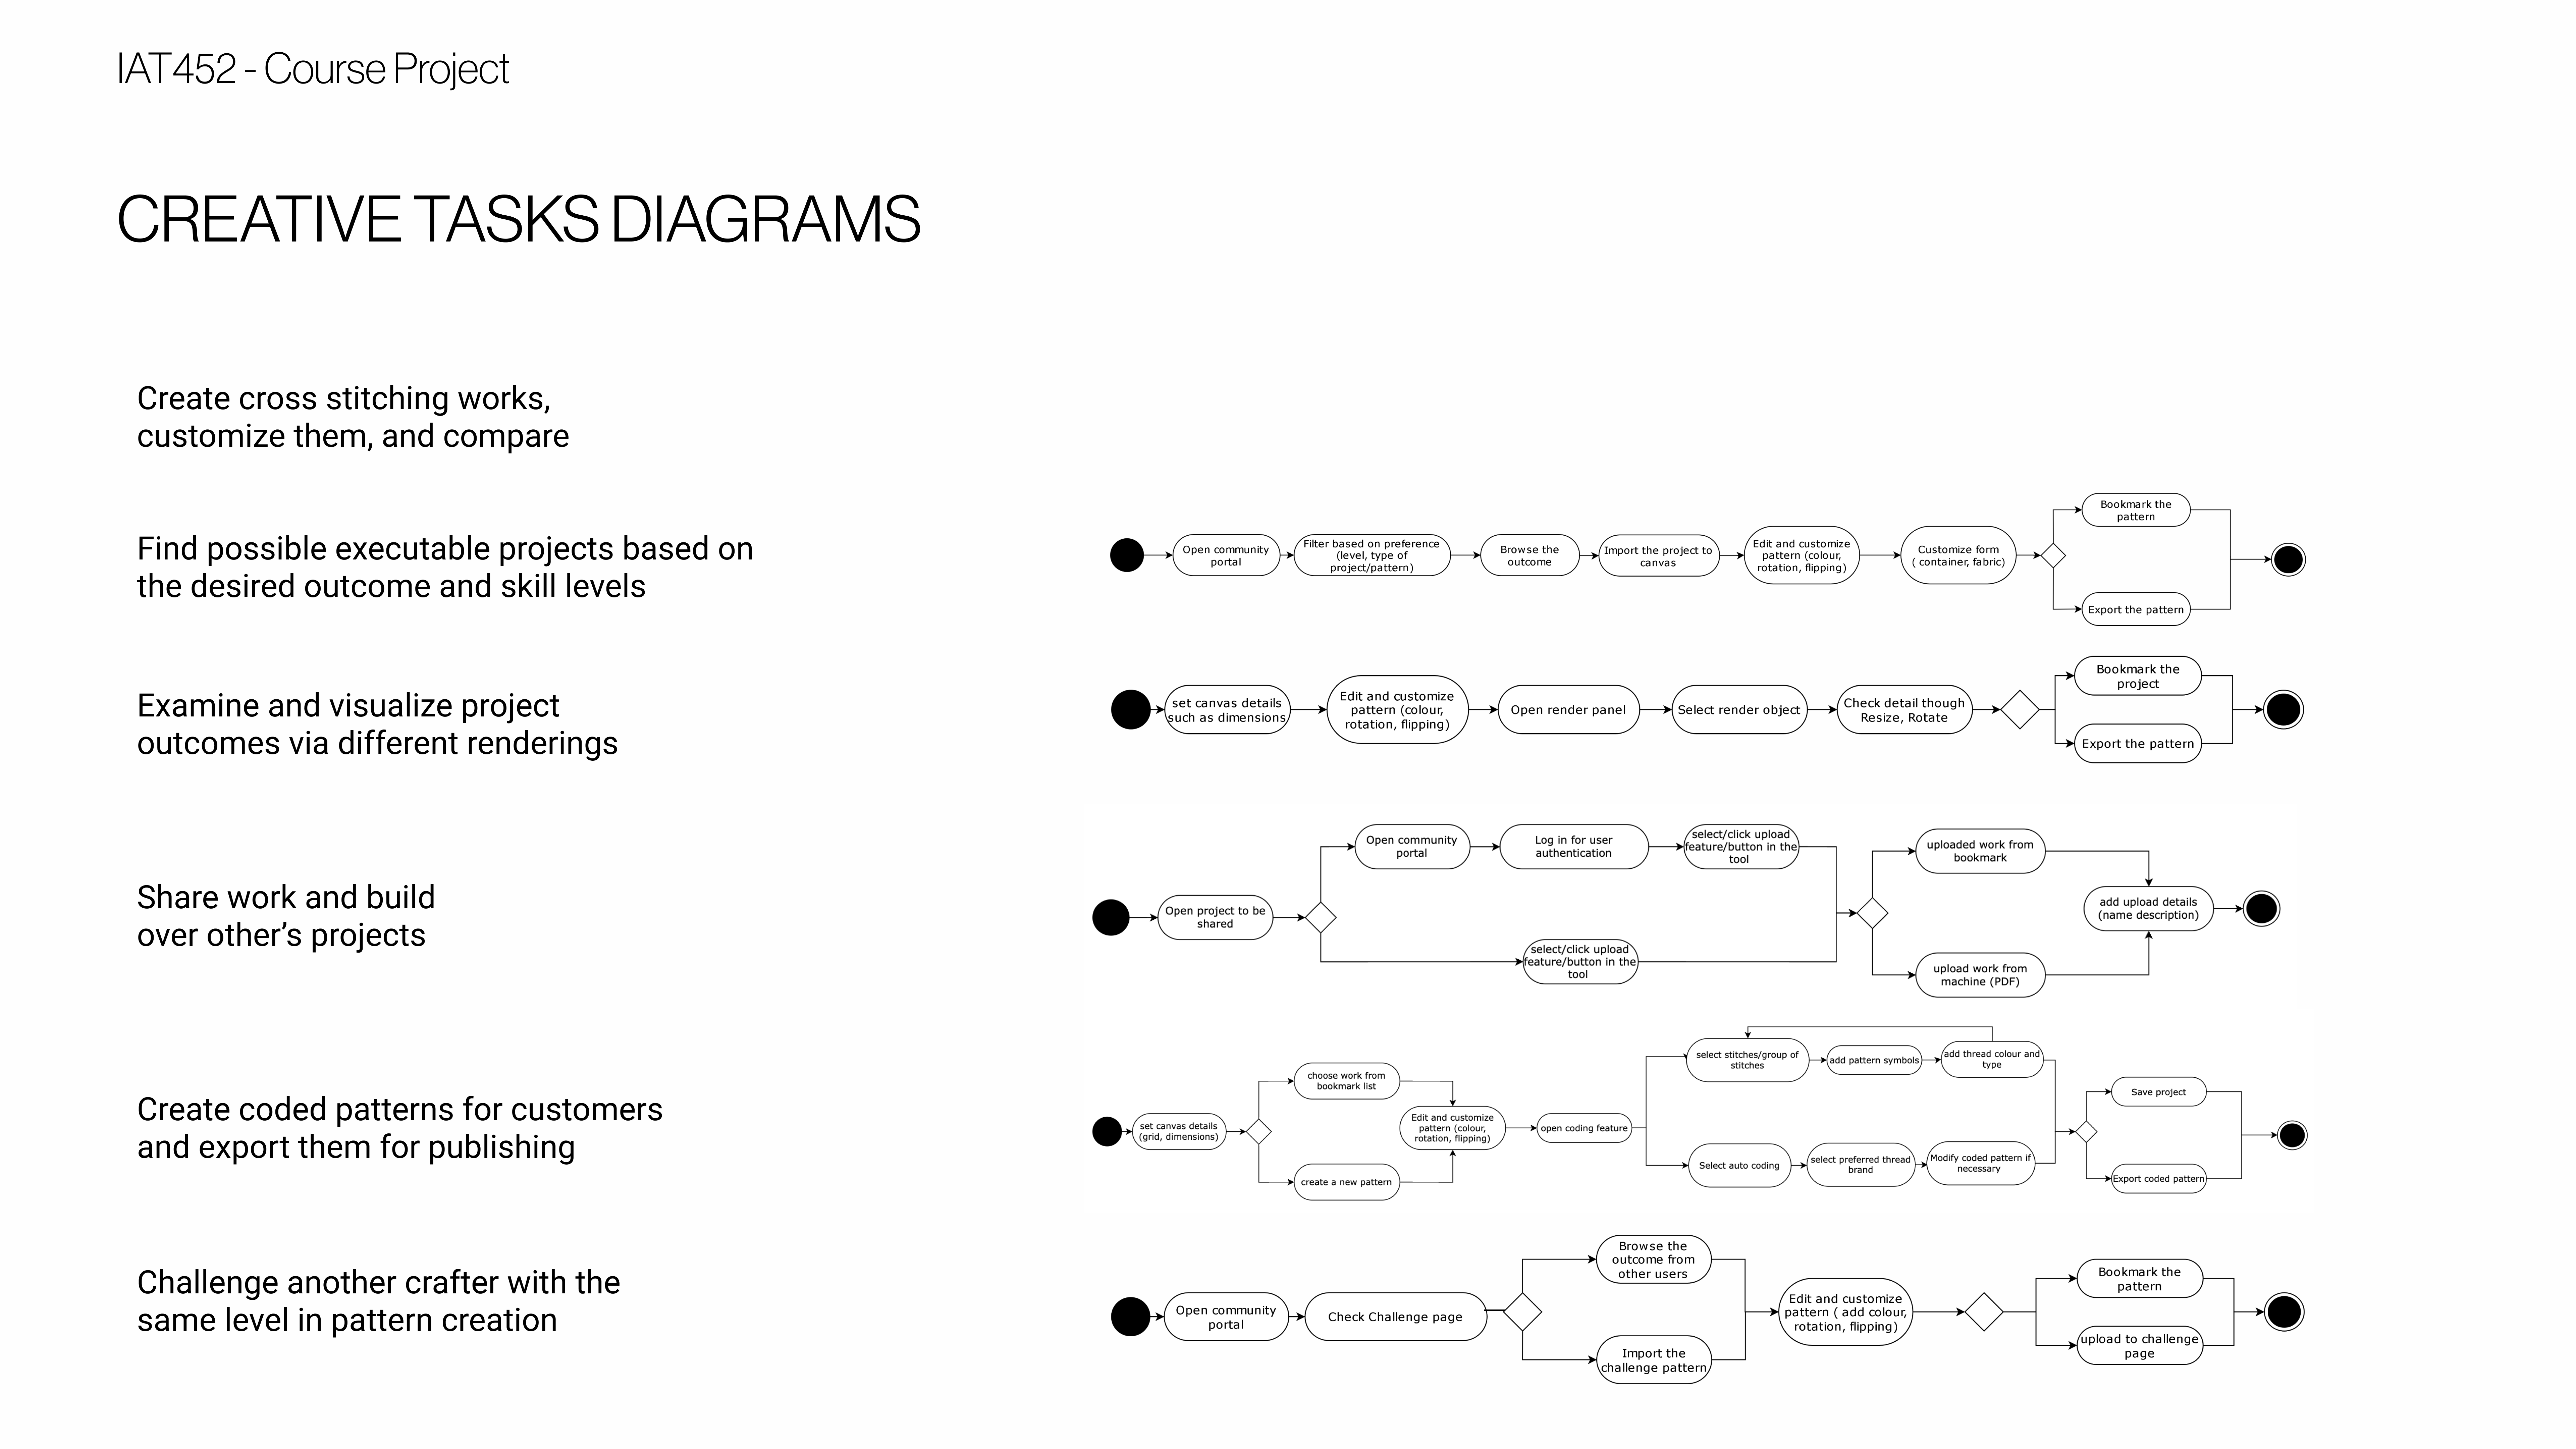 IAT452 - Course Project
CREATIVE TASKS DIAGRAMS
Create cross stitching works,
customize them, and compare
Find possible executable projects based on
the desired outcome and skill levels
Open community
portal
Filter based on preference
(level, type of
project/pattern)
Browse the
outcome
Import the project to
canvas
Edit and customize
pattern (colour,
rotation, flipping)
Customize form
( container, fabric)
Bookmark the
pattern
Export the pattern
Examine and visualize project
outcomes via different renderings
set canvas details
such as dimensions
Edit and customize
pattern (colour,
rotation, flipping)
Open render panel
Select render object
Check detail though
Resize, Rotate
Bookmark the
project
Export the pattern
Share work and build
over other’s projects
Open project to be
shared
Open community
portal
Log in for user
authentication
select/click upload
feature/button in the
tool
select/click upload
feature/button in the
tool
uploaded work from
bookmark
upload work from
machine (PDF)
add upload details
(name description)
Create coded patterns for customers
and export them for publishing
set canvas details
(grid, dimensions)
choose work from
bookmark list
create a new pattern
Edit and customize
pattern (colour,
rotation, flipping)
open coding feature
select stitches/group of
stitches
add pattern symbols
add thread colour and
type
Select auto coding
select preferred thread
brand
Modify coded pattern if
necessary
Save project
Export coded pattern
Challenge another crafter with the
same level in pattern creation
Open community
portal
Check Challenge page
Browse the
outcome from
other users
Import the
challenge pattern
Edit and customize
pattern ( add colour,
rotation, flipping)
Bookmark the
pattern
upload to challenge
page